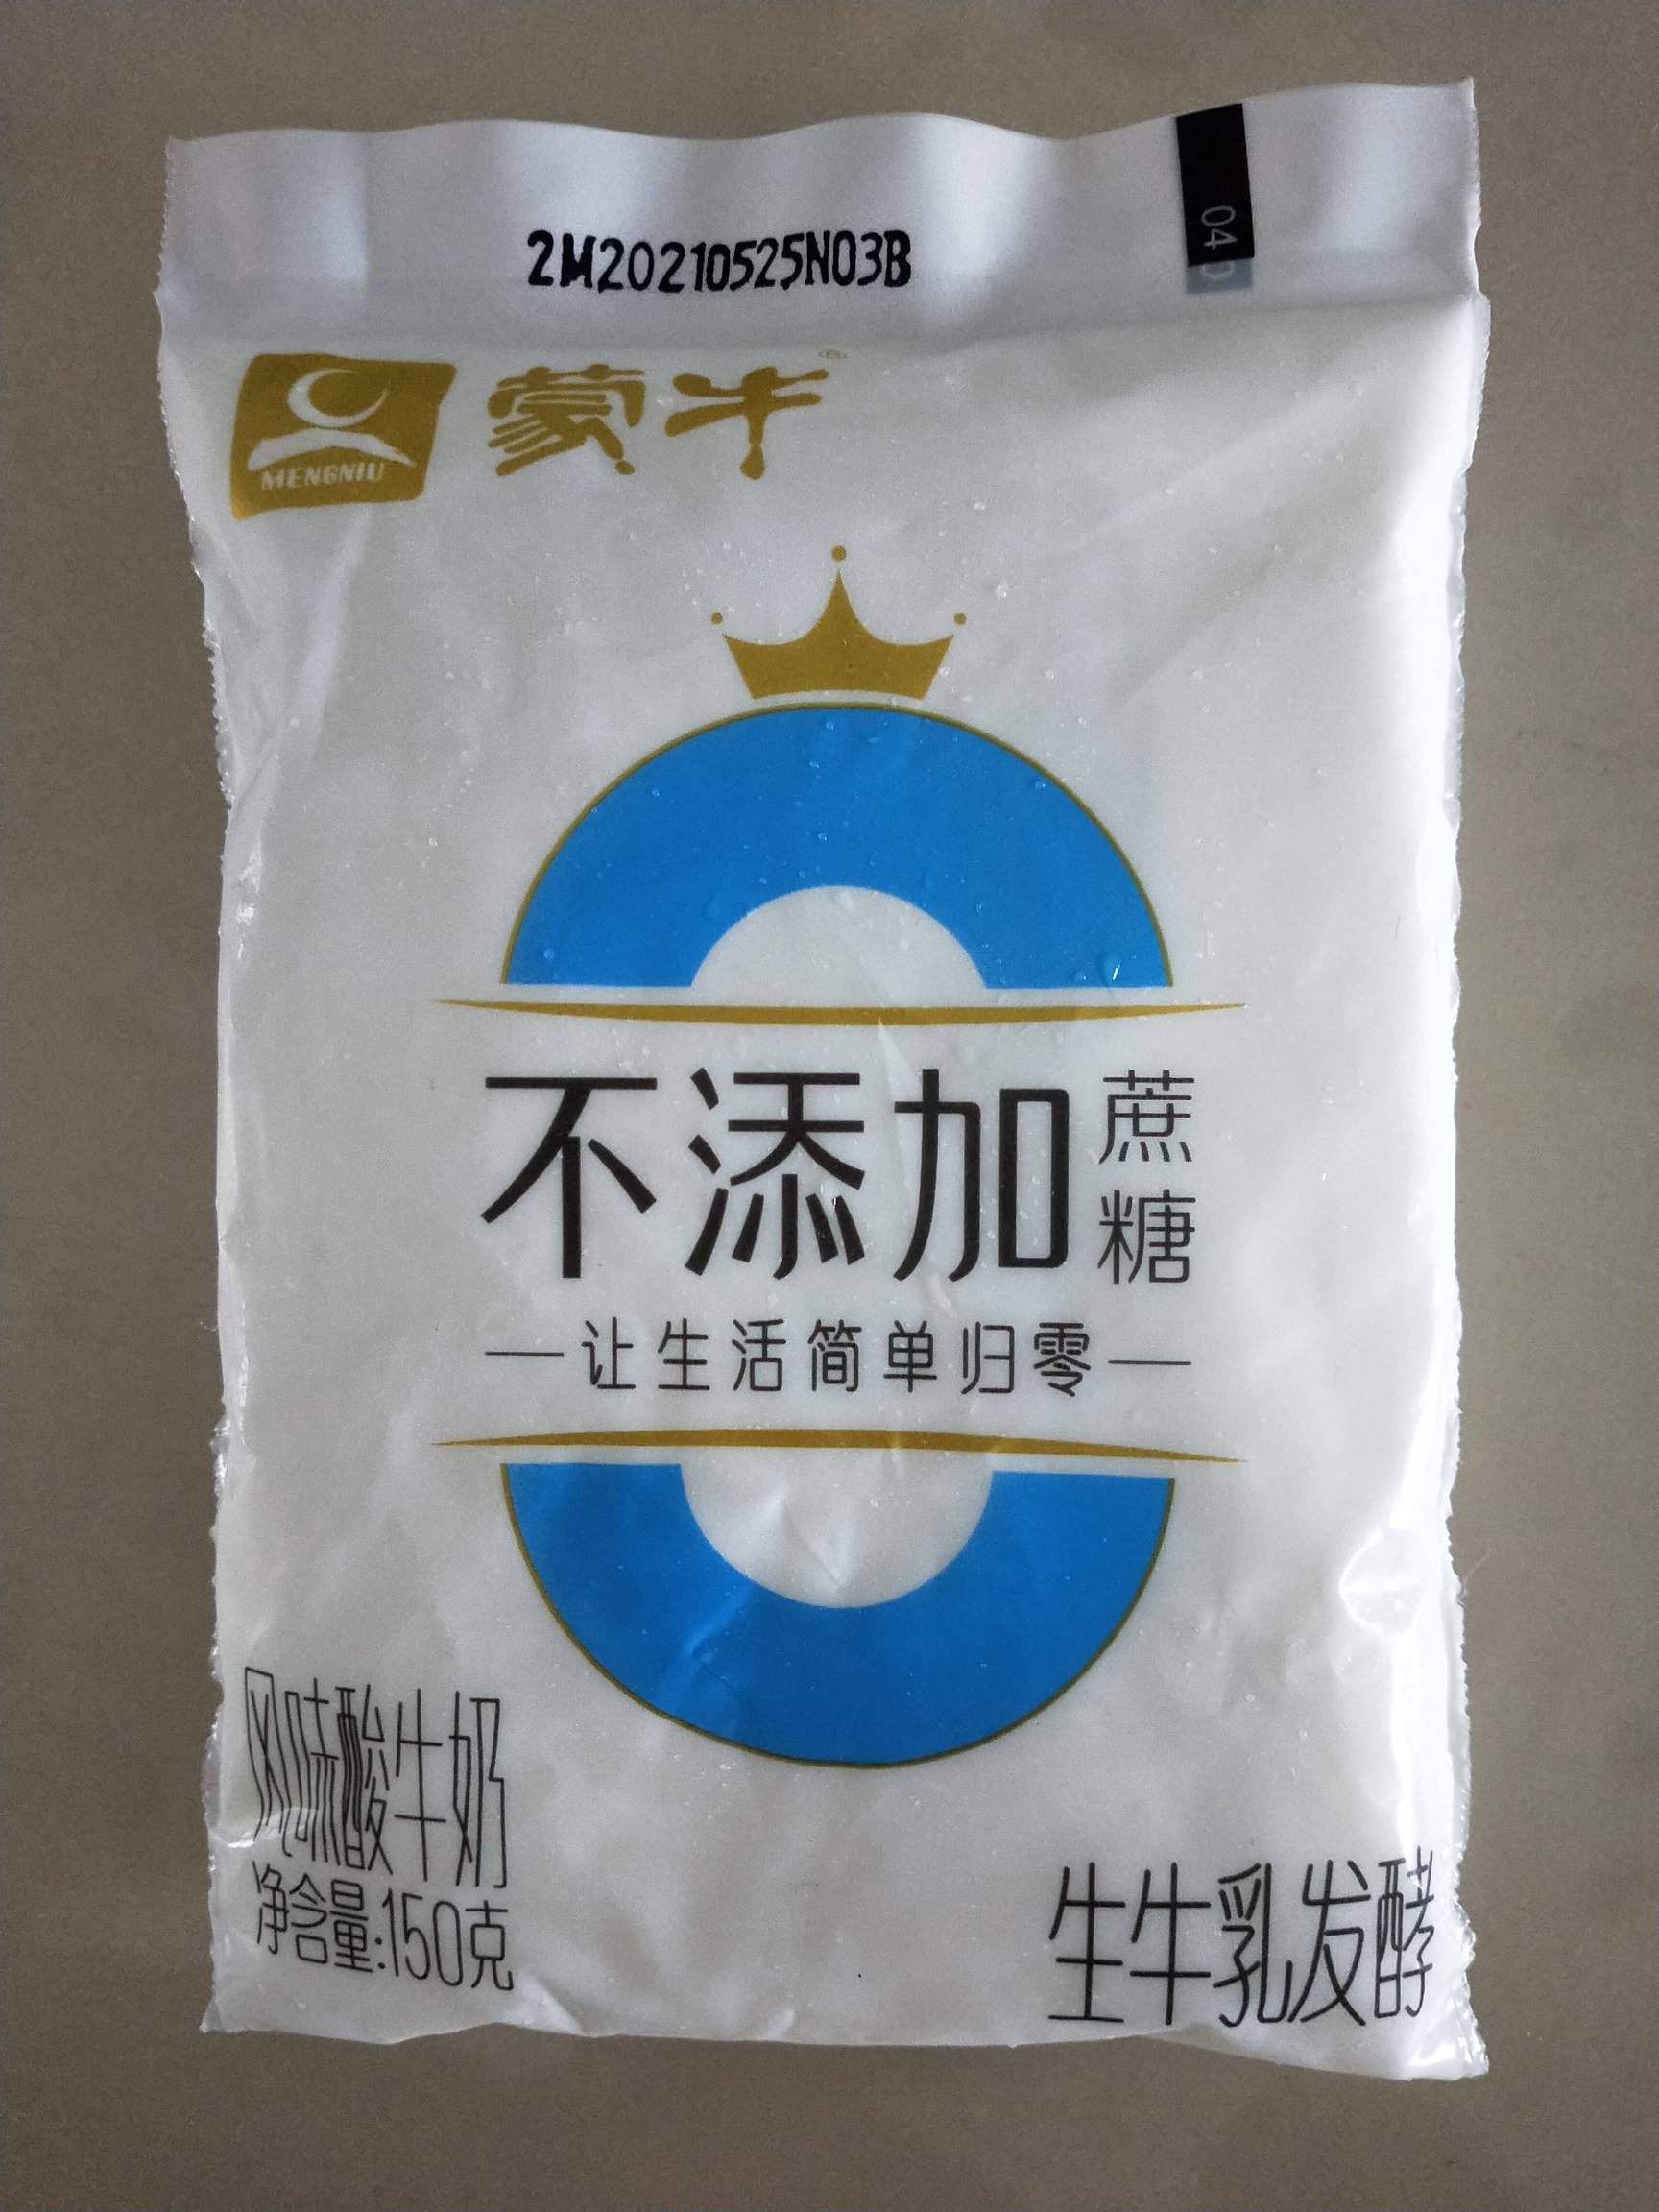 04
2M20210525N03B
MENGNIU
蒙牛®
不添加蔗糖
—让生活简单归零—
风味酸牛奶
净含量:150克
生牛乳发酵